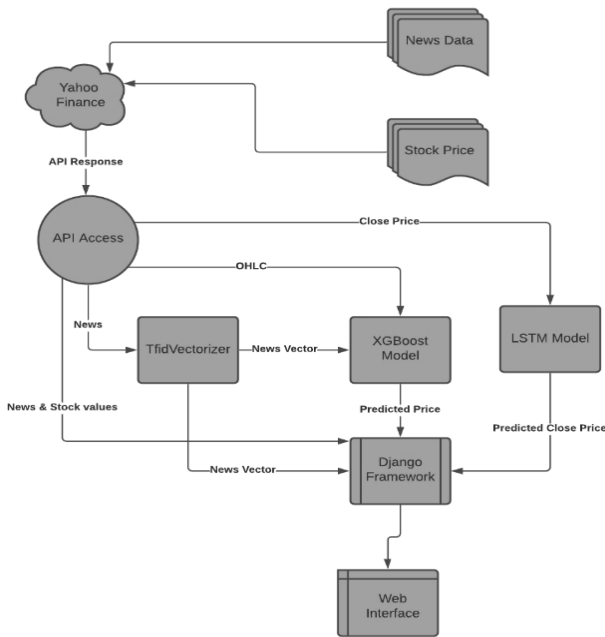 News Data
Yahoo
Finance
Stock Price
API Response
API Access
Close Price
OHLC
News
TfidVectorizer
News Vector
XGBoost
Model
LSTM Model
News & Stock values
Predicted Price
Predicted Close Price
Django
Framework
News Vector
Web
Interface